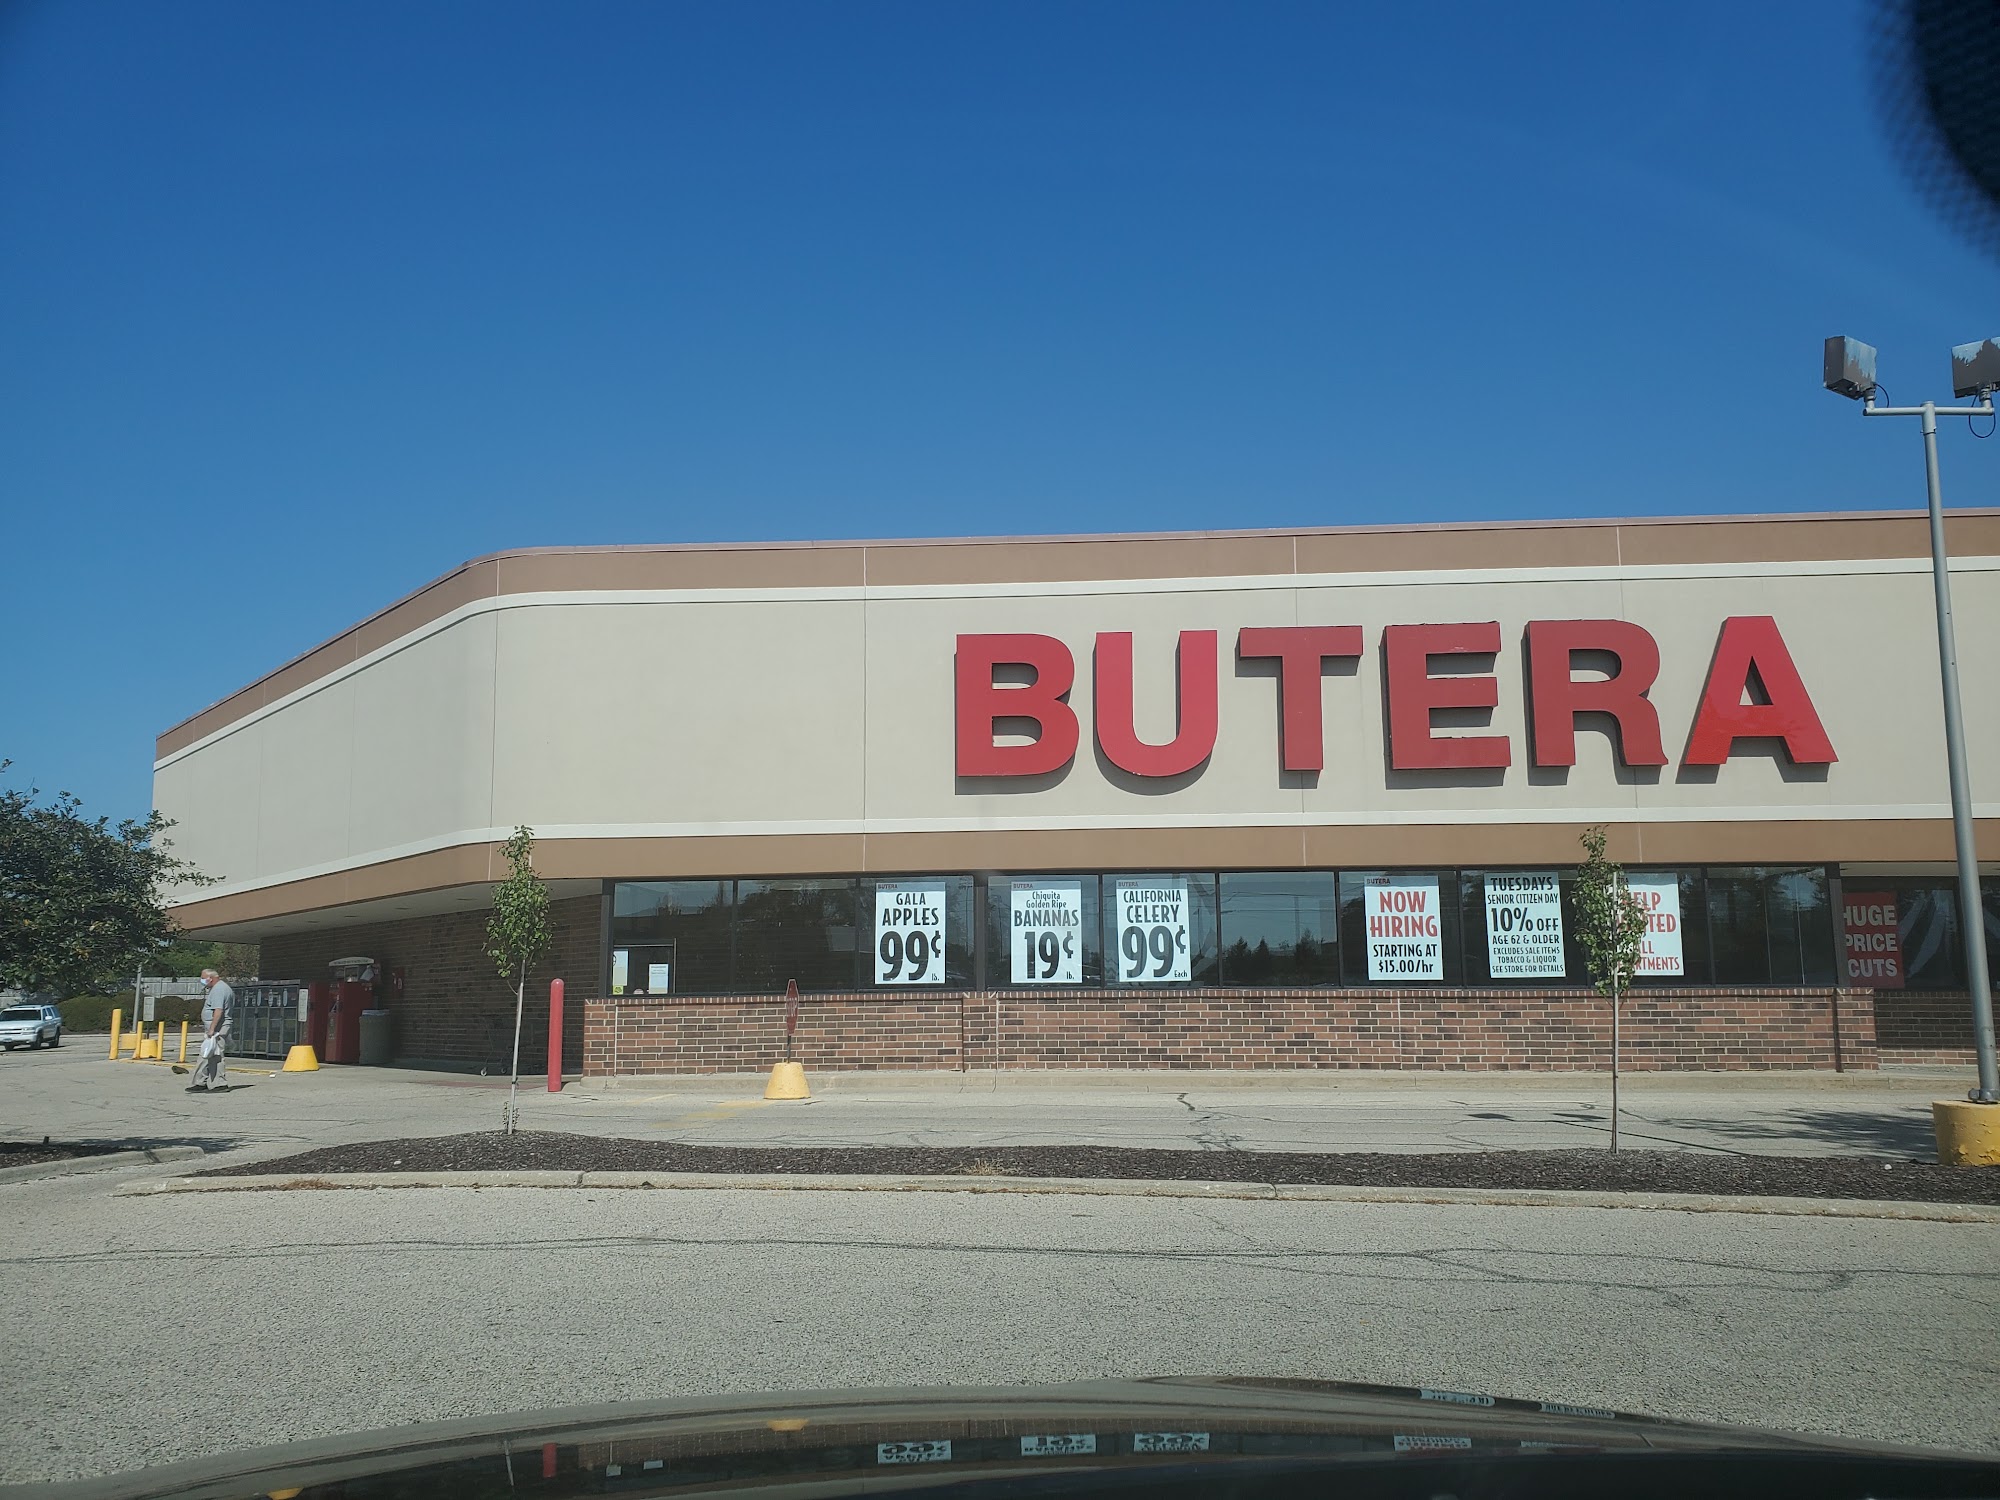 BUTERA
BUTERA
GALA
APPLES
99¢
lb.
BUTERA
Chiquita
Golden Ripe
BANANAS
19¢
lb.
BUTERA
CALIFORNIA
CELERY
99¢
Each
BUTERA
NOW
HIRING
STARTING AT
$15.00/hr
TUESDAYS
SENIOR CITIZEN DAY
10% OFF
AGE 62 & OLDER
EXCLUDES SALE ITEMS
TOBACCO & LIQUOR
SEE STORE FOR DETAILS
HUGE
PRICE
CUTS